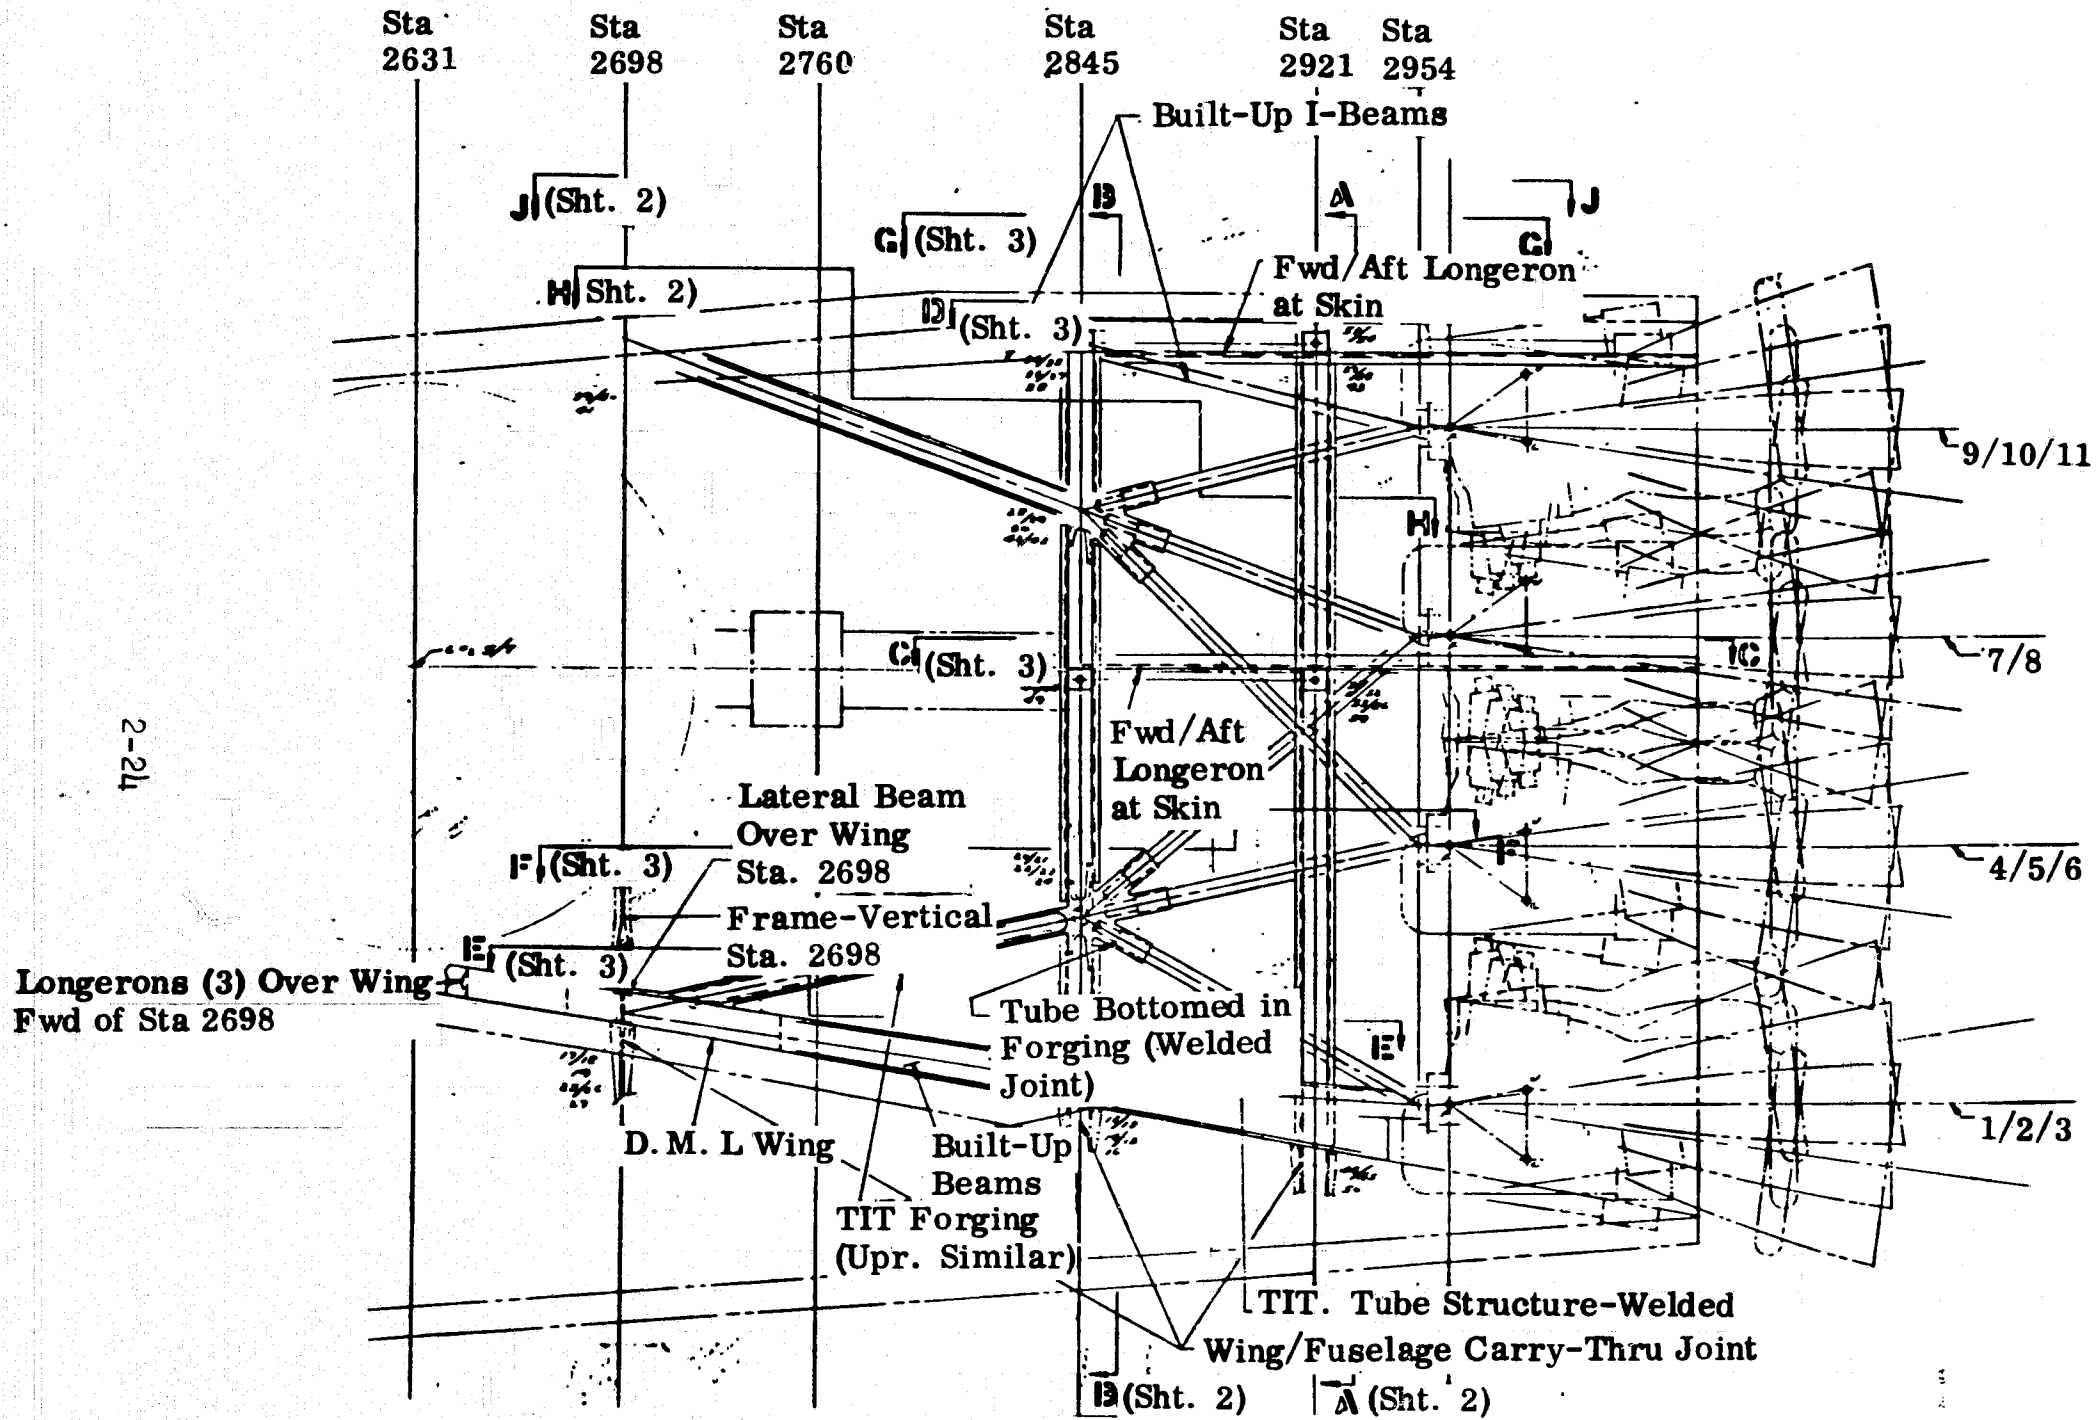 Sta
2631
Sta
2698
Sta
2760
Sta
2845
Sta
2921
Sta
2954
Built-Up I-Beams
J (Sht. 2)
B
A
J
G (Sht. 3)
G
Fwd/Aft Longeron
at Skin
H (Sht. 2)
D (Sht. 3)
9/10/11
H
C (Sht. 3)
C
7/8
Fwd/Aft
Longeron
at Skin
2-24
Lateral Beam
Over Wing
Sta. 2698
F (Sht. 3)
F
4/5/6
Frame-Vertical
Sta. 2698
E (Sht. 3)
Longerons (3) Over Wing
Fwd of Sta 2698
Tube Bottomed in
Forging (Welded
Joint)
E
1/2/3
D. M. L Wing
Built-Up
Beams
TIT Forging
(Upr. Similar)
TIT. Tube Structure-Welded
Wing/Fuselage Carry-Thru Joint
B (Sht. 2)
A (Sht. 2)